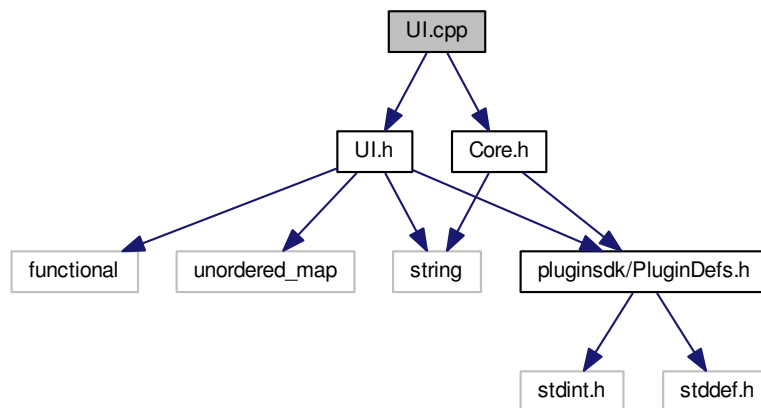 UI.cpp
UI.h
Core.h
functional
unordered_map
string
pluginsdk/PluginDefs.h
stdint.h
stddef.h